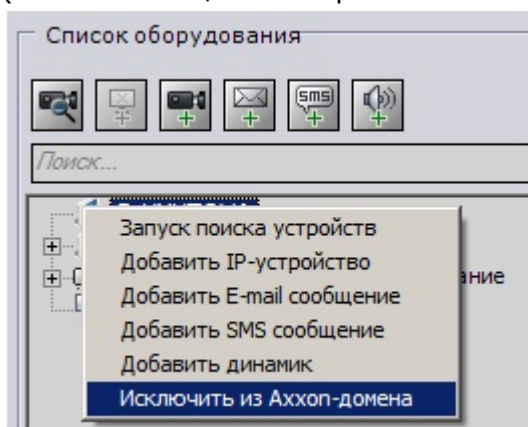 Список оборудования
SMS
Поиск...
Запуск поиска устройств
Добавить IP-устройство
Добавить E-mail сообщение
Добавить SMS сообщение
Добавить динамик
Исключить из Axxon-домена